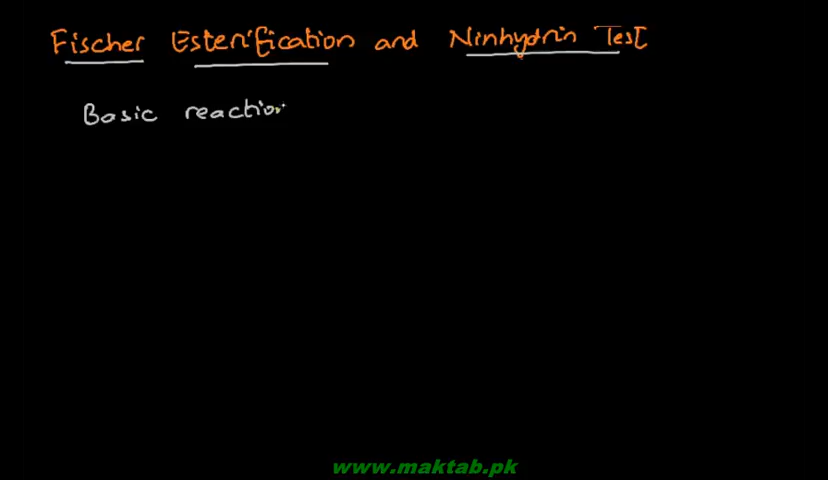 Fischer Esterification and Ninhydrin Test
Basic reaction
www.maktab.pk